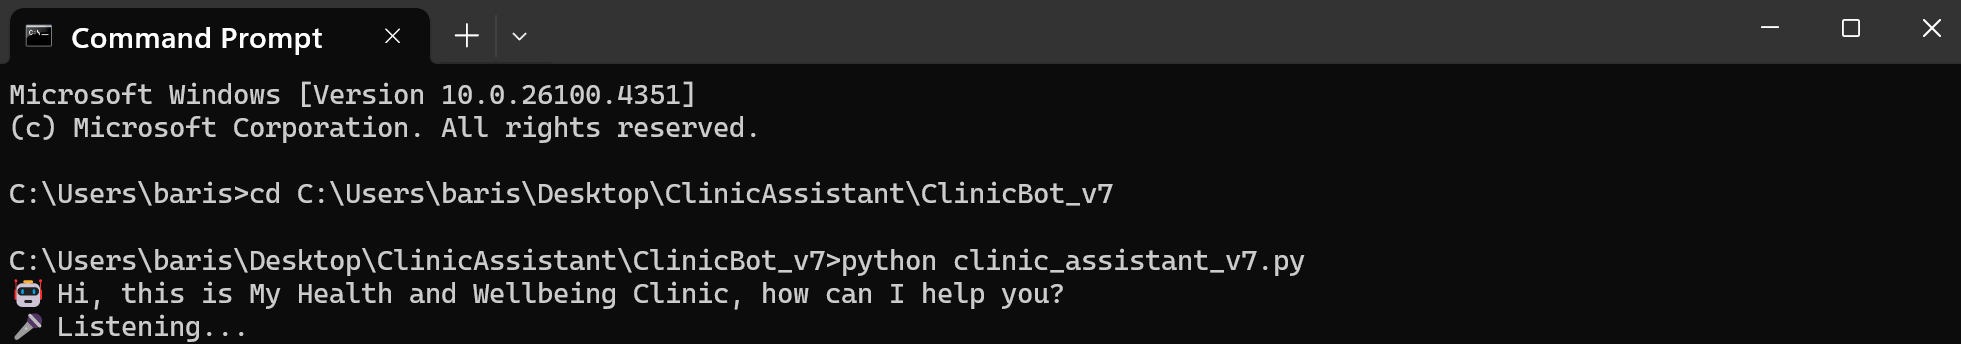 Command Prompt
Microsoft Windows [Version 10.0.26100.4351]
(c) Microsoft Corporation. All rights reserved.
C:\Users\baris>cd C:\Users\baris\Desktop\ClinicAssistant\ClinicBot_v7
C:\Users\baris\Desktop\ClinicAssistant\ClinicBot_v7>python clinic_assistant_v7.py
🤖 Hi, this is My Health and Wellbeing Clinic, how can I help you?
🎤 Listening...